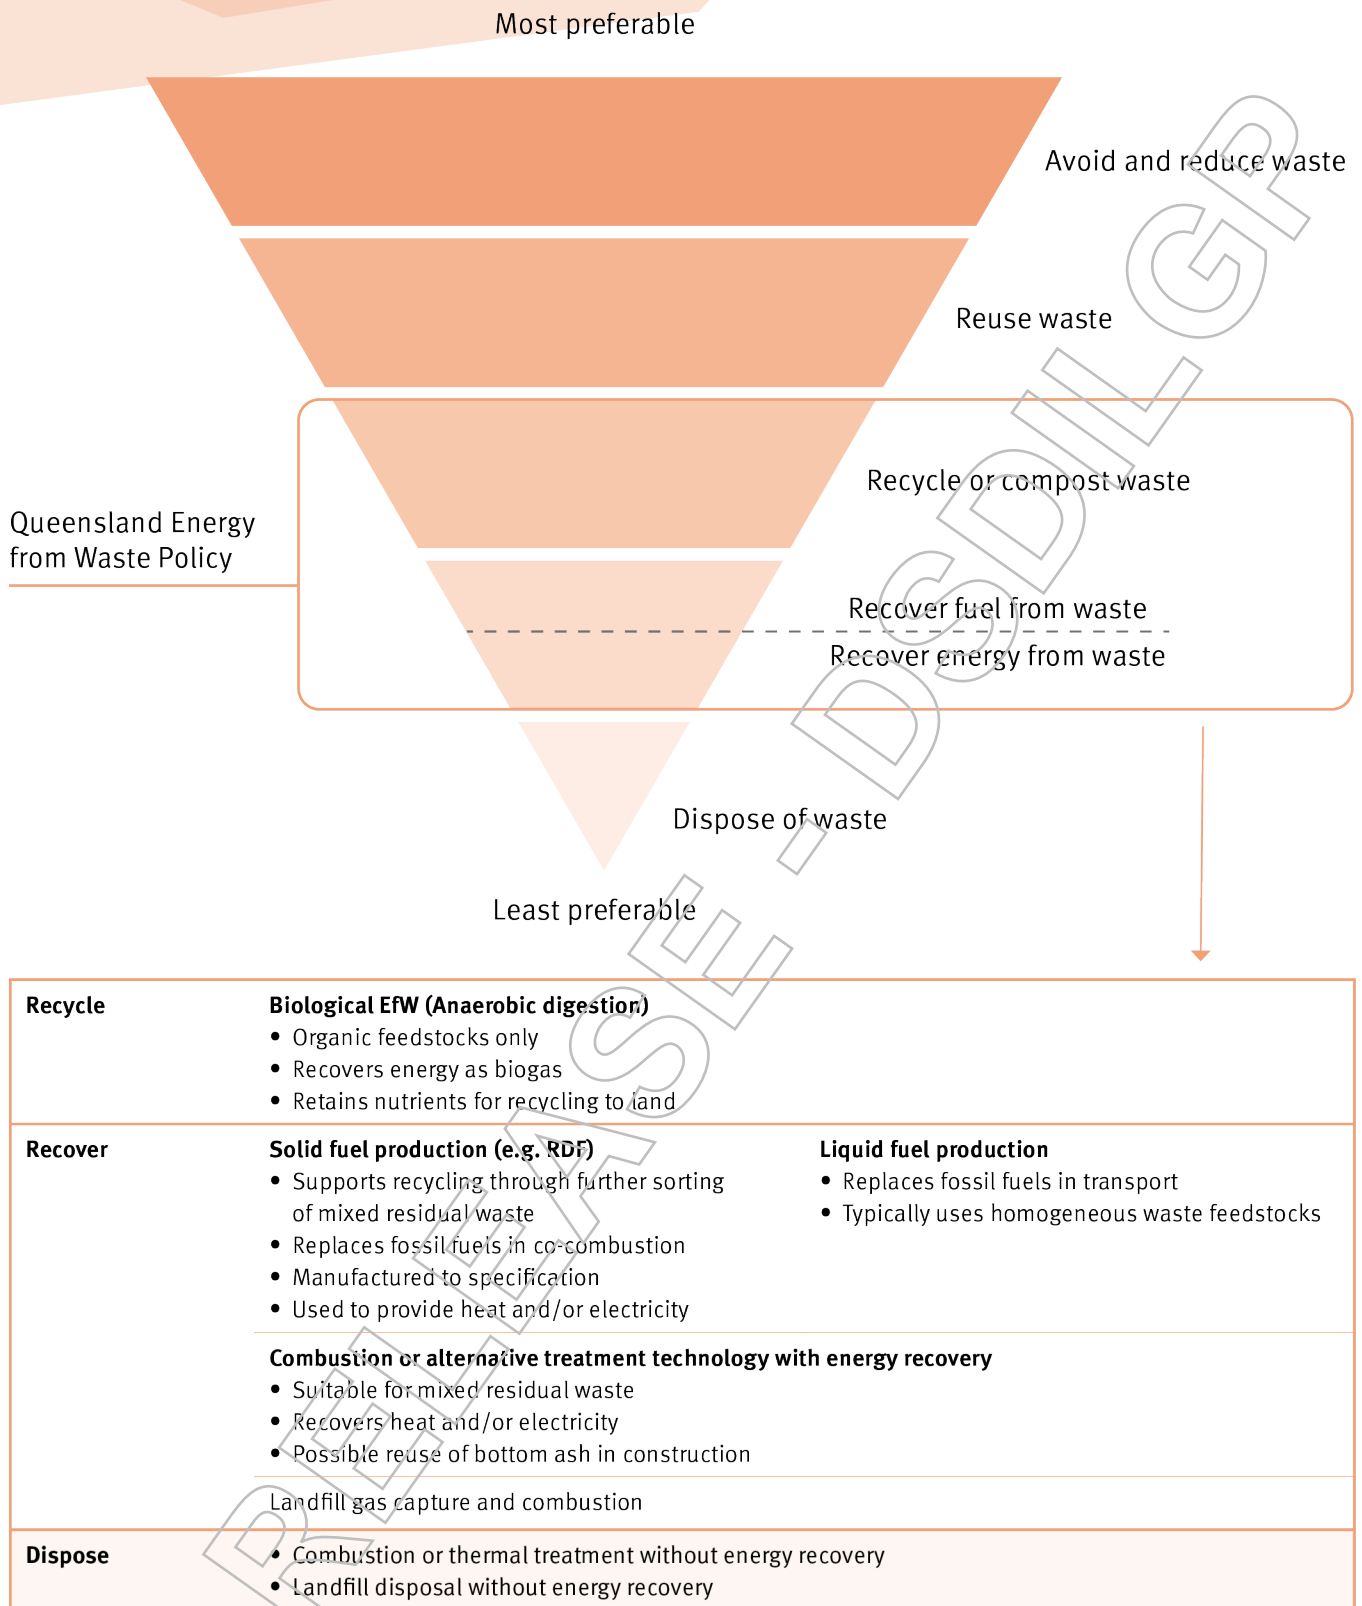 Most preferable
Avoid and reduce waste
Reuse waste
Queensland Energy
from Waste Policy
Recycle or compost waste
Recover fuel from waste
Recover energy from waste
Dispose of waste
Least preferable
Recycle
Biological EfW (Anaerobic digestion)
• Organic feedstocks only
• Recovers energy as biogas
• Retains nutrients for recycling to land
Recover
Solid fuel production (e.g. RDF)
• Supports recycling through further sorting
of mixed residual waste
• Replaces fossil fuels in co-combustion
• Manufactured to specification
• Used to provide heat and/or electricity
Liquid fuel production
• Replaces fossil fuels in transport
• Typically uses homogeneous waste feedstocks
Combustion or alternative treatment technology with energy recovery
• Suitable for mixed residual waste
• Recovers heat and/or electricity
• Possible reuse of bottom ash in construction
Landfill gas capture and combustion
Dispose
• Combustion or thermal treatment without energy recovery
• Landfill disposal without energy recovery
RELEASE - DSDILGP